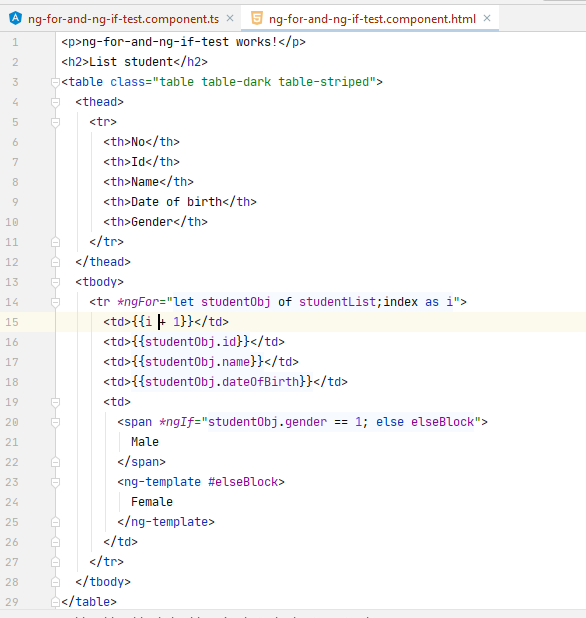 ng-for-and-ng-if-test.component.ts × ng-for-and-ng-if-test.component.html ×
1 <p>ng-for-and-ng-if-test works!</p>
2 <h2>List student</h2>
3 <table class="table table-dark table-striped">
4 <thead>
5 <tr>
6 <th>No</th>
7 <th>Id</th>
8 <th>Name</th>
9 <th>Date of birth</th>
10 <th>Gender</th>
11 </tr>
12 </thead>
13 <tbody>
14 <tr *ngFor="let studentObj of studentList;index as i">
15 <td>{{i + 1}}</td>
16 <td>{{studentObj.id}}</td>
17 <td>{{studentObj.name}}</td>
18 <td>{{studentObj.dateOfBirth}}</td>
19 <td>
20 <span *ngIf="studentObj.gender == 1; else elseBlock">
21 Male
22 </span>
23 <ng-template #elseBlock>
24 Female
25 </ng-template>
26 </td>
27 </tr>
28 </tbody>
29 </table>